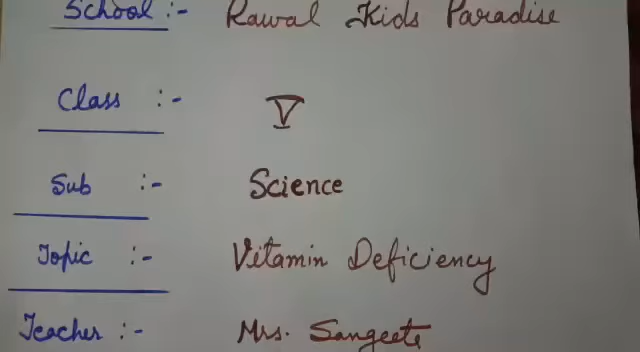 School :- Rawal Kids Paradise
Class :- V
Sub :- Science
Topic :- Vitamin Deficiency
Teacher :- Mrs. Sangeeta